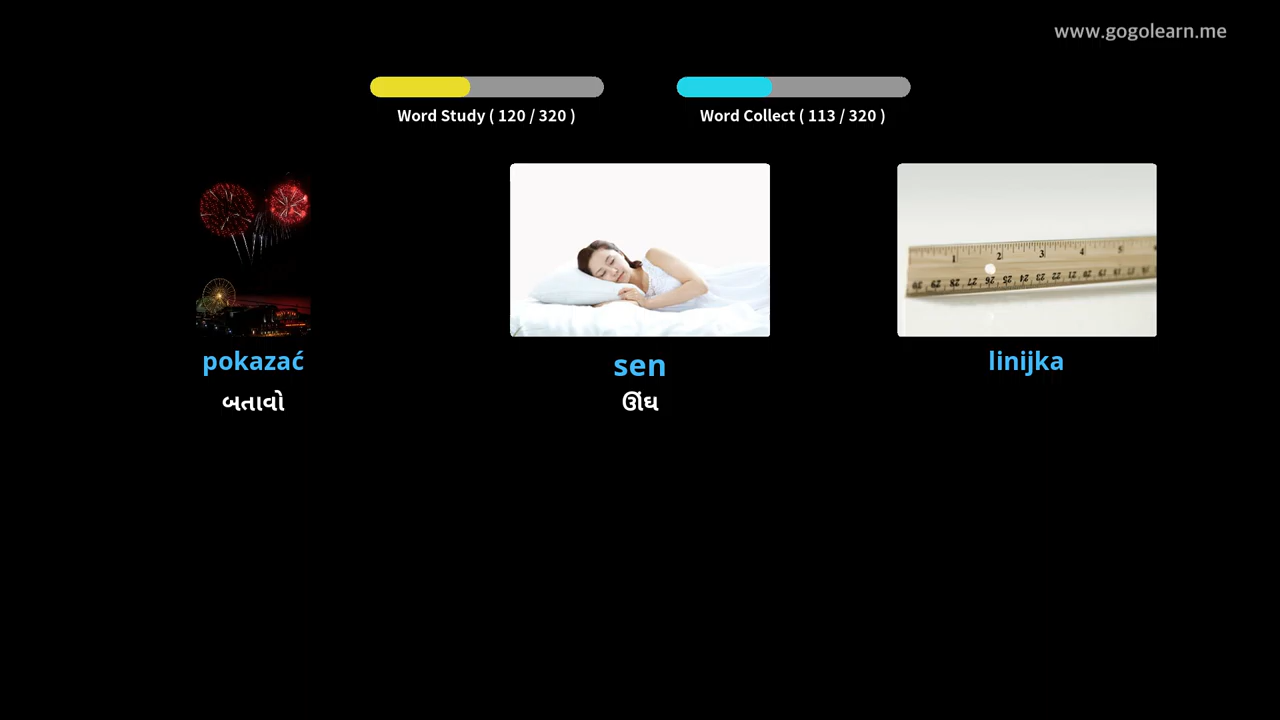 www.gogolearn.me
Word Study ( 120 / 320 )
Word Collect ( 113 / 320 )
pokazać
sen
linijka
બતાવો
ઊંઘ